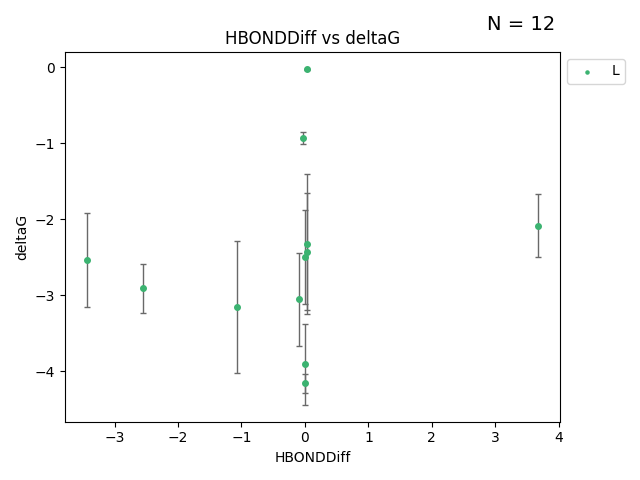 N = 12
HBONDDiff vs deltaG
L
0
−1
−2
−3
−4
deltaG
−3
−2
−1
0
1
2
3
4
HBONDDiff